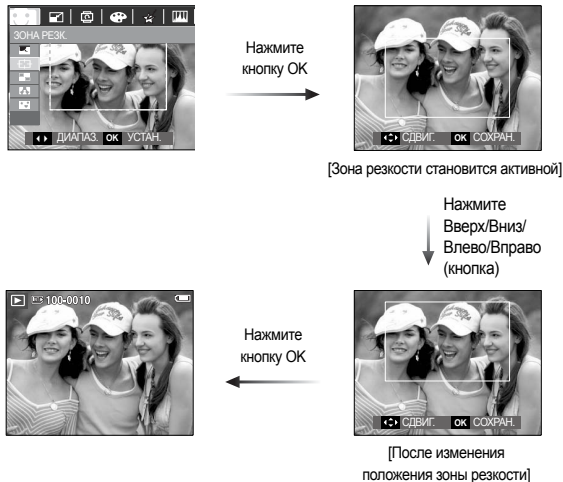 ЗОНА РЕЗК.
ДИАПАЗ. OK УСТАН.
Нажмите
кнопку OK
СДВИГ. OK СОХРАН.
[Зона резкости становится активной]
Нажмите
Вверх/Вниз/
Влево/Вправо
(кнопка)
100-0010
Нажмите
кнопку OK
СДВИГ. OK СОХРАН.
[После изменения
положения зоны резкости]